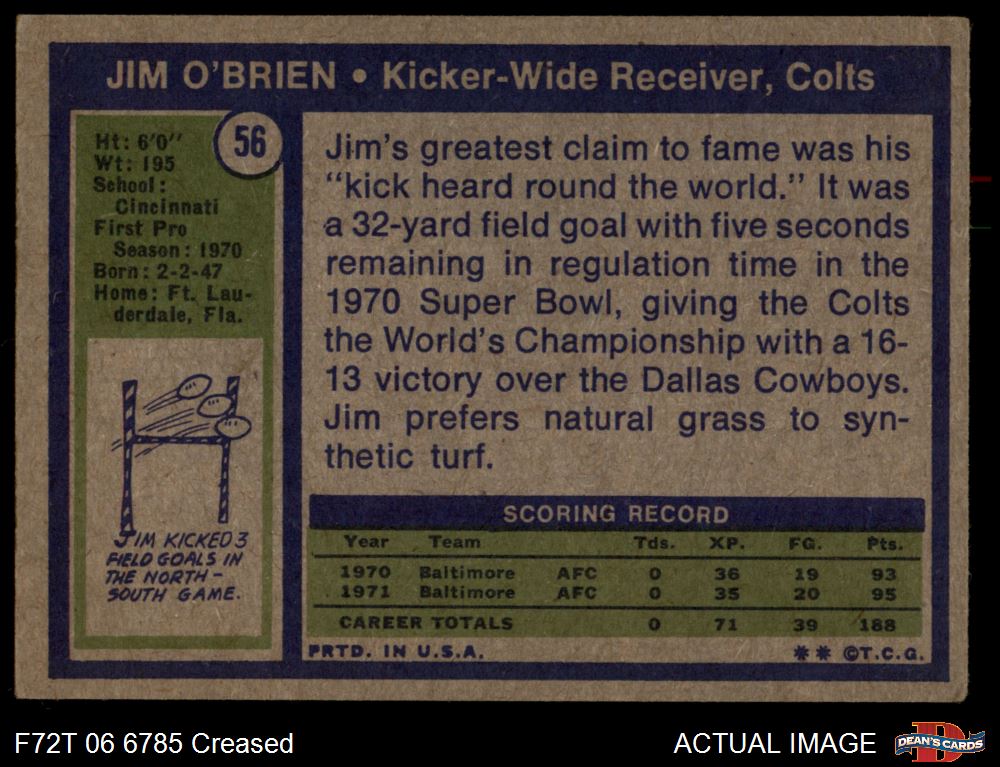 JIM O'BRIEN • Kicker-Wide Receiver, Colts
56
Ht: 6'0"
Wt: 195
School:
Cincinnati
First Pro
Season: 1970
Born: 2-2-47
Home: Ft. Lau-
derdale, Fla.
JIM KICKED 3
FIELD GOALS IN
THE NORTH-
SOUTH GAME.
Jim's greatest claim to fame was his
"kick heard round the world." It was
a 32-yard field goal with five seconds
remaining in regulation time in the
1970 Super Bowl, giving the Colts
the World's Championship with a 16-
13 victory over the Dallas Cowboys.
Jim prefers natural grass to syn-
thetic turf.
SCORING RECORD
Year Team Tds. XP. FG. Pts.
1970 Baltimore AFC 0 36 19 93
1971 Baltimore AFC 0 35 20 95
CAREER TOTALS 0 71 39 188
PRTD. IN U.S.A. ** ©T.C.G.
F72T 06 6785 Creased ACTUAL IMAGE
D
DEAN'S CARDS